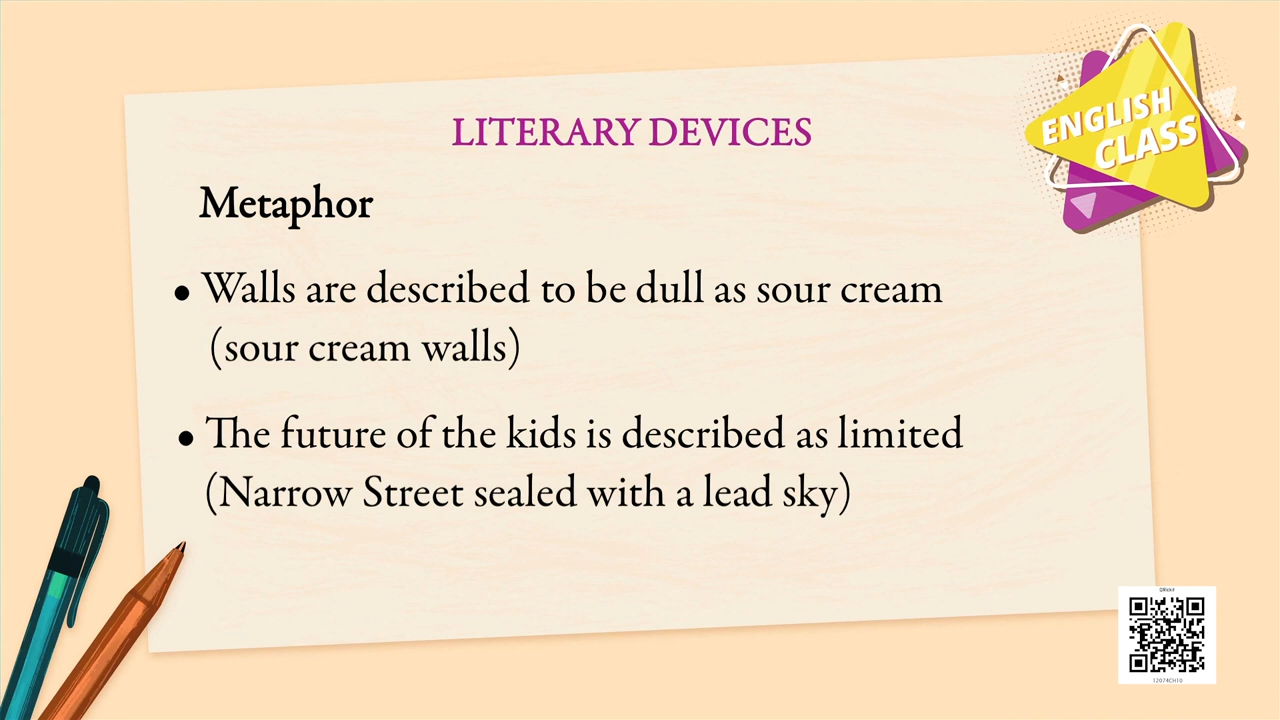 LITERARY DEVICES
ENGLISH
CLASS
Metaphor
• Walls are described to be dull as sour cream
(sour cream walls)
• The future of the kids is described as limited
(Narrow Street sealed with a lead sky)
12074CH10